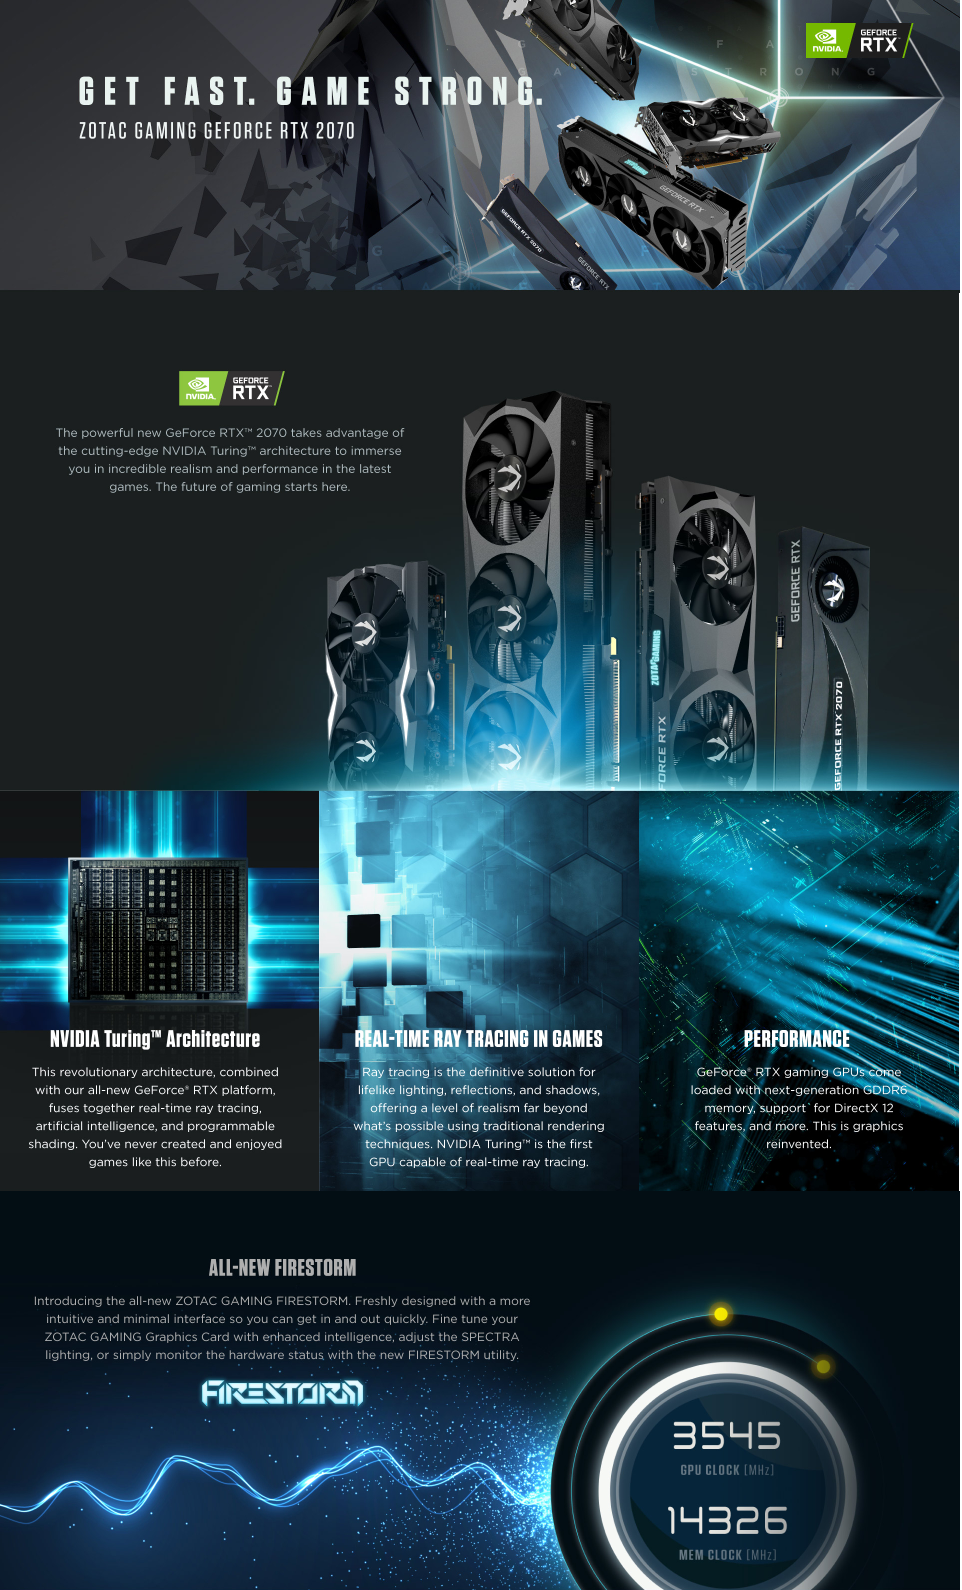 GET FAST. GAME STRONG.
ZOTAC GAMING GEFORCE RTX 2070
NVIDIA.
GEFORCE
RTX
F A
S T R O N G
GEFORCE RTX
GEFORCE RTX 2070
GEFORCE RTX
NVIDIA.
GEFORCE
RTX
The powerful new GeForce RTX™ 2070 takes advantage of
the cutting-edge NVIDIA Turing™ architecture to immerse
you in incredible realism and performance in the latest
games. The future of gaming starts here.
ZOTAC GAMING
FORCE RTX
GEFORCE RTX
GEFORCE RTX 2070
NVIDIA Turing™ Architecture
This revolutionary architecture, combined
with our all-new GeForce® RTX platform,
fuses together real-time ray tracing,
artificial intelligence, and programmable
shading. You've never created and enjoyed
games like this before.
REAL-TIME RAY TRACING IN GAMES
Ray tracing is the definitive solution for
lifelike lighting, reflections, and shadows,
offering a level of realism far beyond
what's possible using traditional rendering
techniques. NVIDIA Turing™ is the first
GPU capable of real-time ray tracing.
PERFORMANCE
GeForce® RTX gaming GPUs come
loaded with next-generation GDDR6
memory, support for DirectX 12
features, and more. This is graphics
reinvented.
ALL-NEW FIRESTORM
Introducing the all-new ZOTAC GAMING FIRESTORM. Freshly designed with a more
intuitive and minimal interface so you can get in and out quickly. Fine tune your
ZOTAC GAMING Graphics Card with enhanced intelligence, adjust the SPECTRA
lighting, or simply monitor the hardware status with the new FIRESTORM utility.
FIRESTORM
3545
GPU CLOCK [MHz]
14326
MEM CLOCK [MHz]